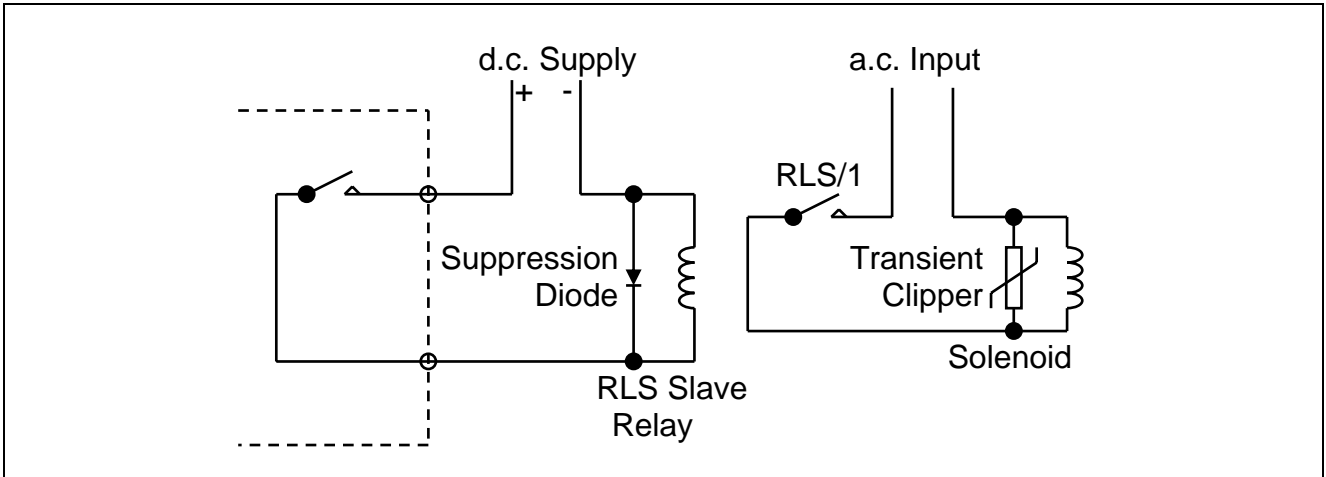 d.c. Supply
+ -
a.c. Input
RLS/1
Suppression
Diode
Transient
Clipper
Solenoid
RLS Slave
Relay